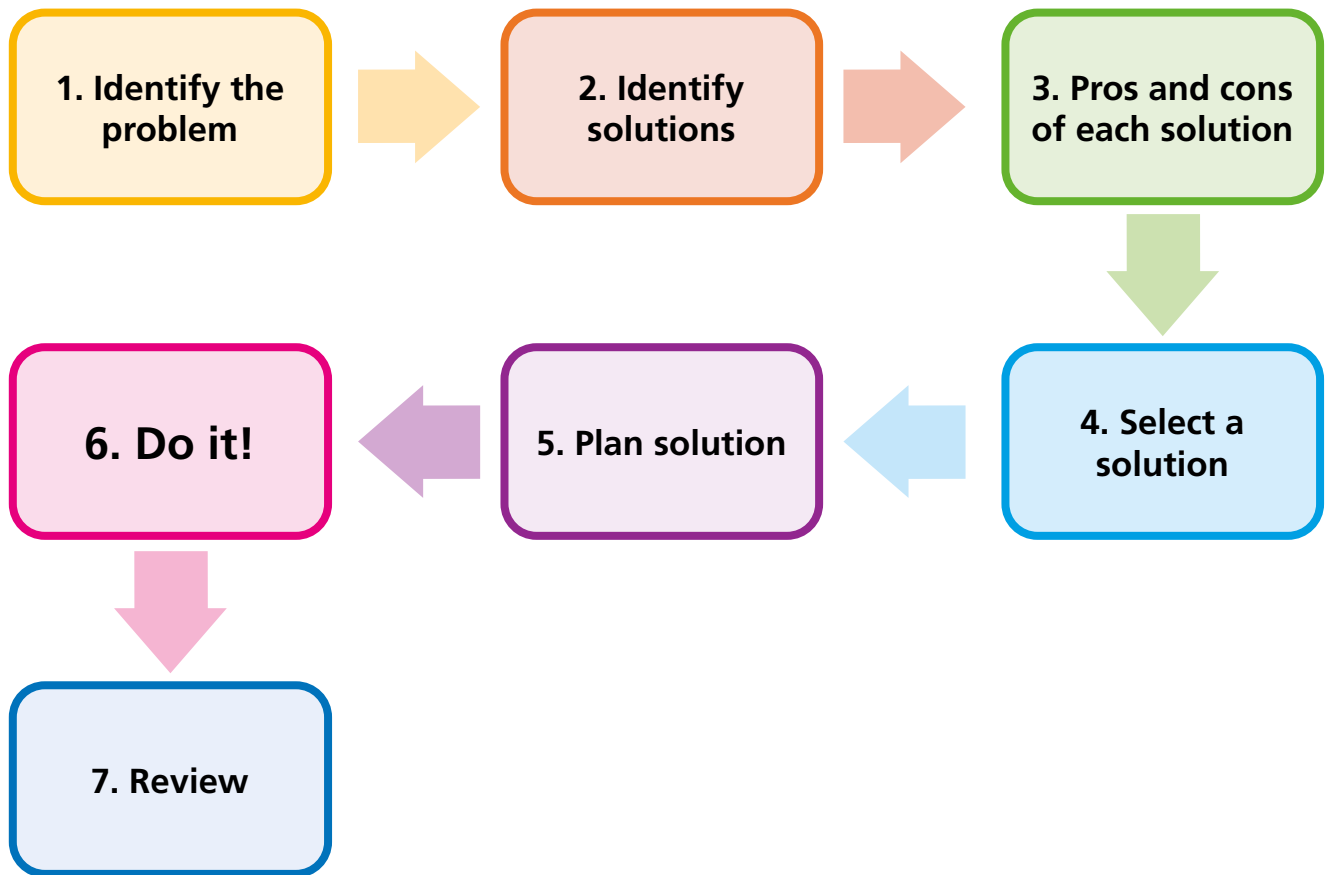 1. Identify the
problem
2. Identify
solutions
3. Pros and cons
of each solution
4. Select a
solution
5. Plan solution
6. Do it!
7. Review